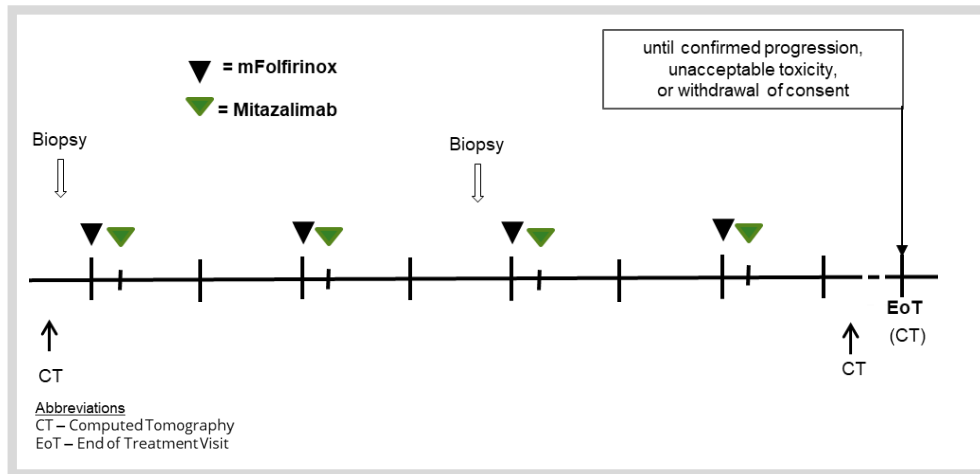 until confirmed progression,
unacceptable toxicity,
or withdrawal of consent
= mFolfirinox
= Mitazalimab
Biopsy
Biopsy
EoT
(CT)
CT
CT
Abbreviations
CT – Computed Tomography
EoT – End of Treatment Visit